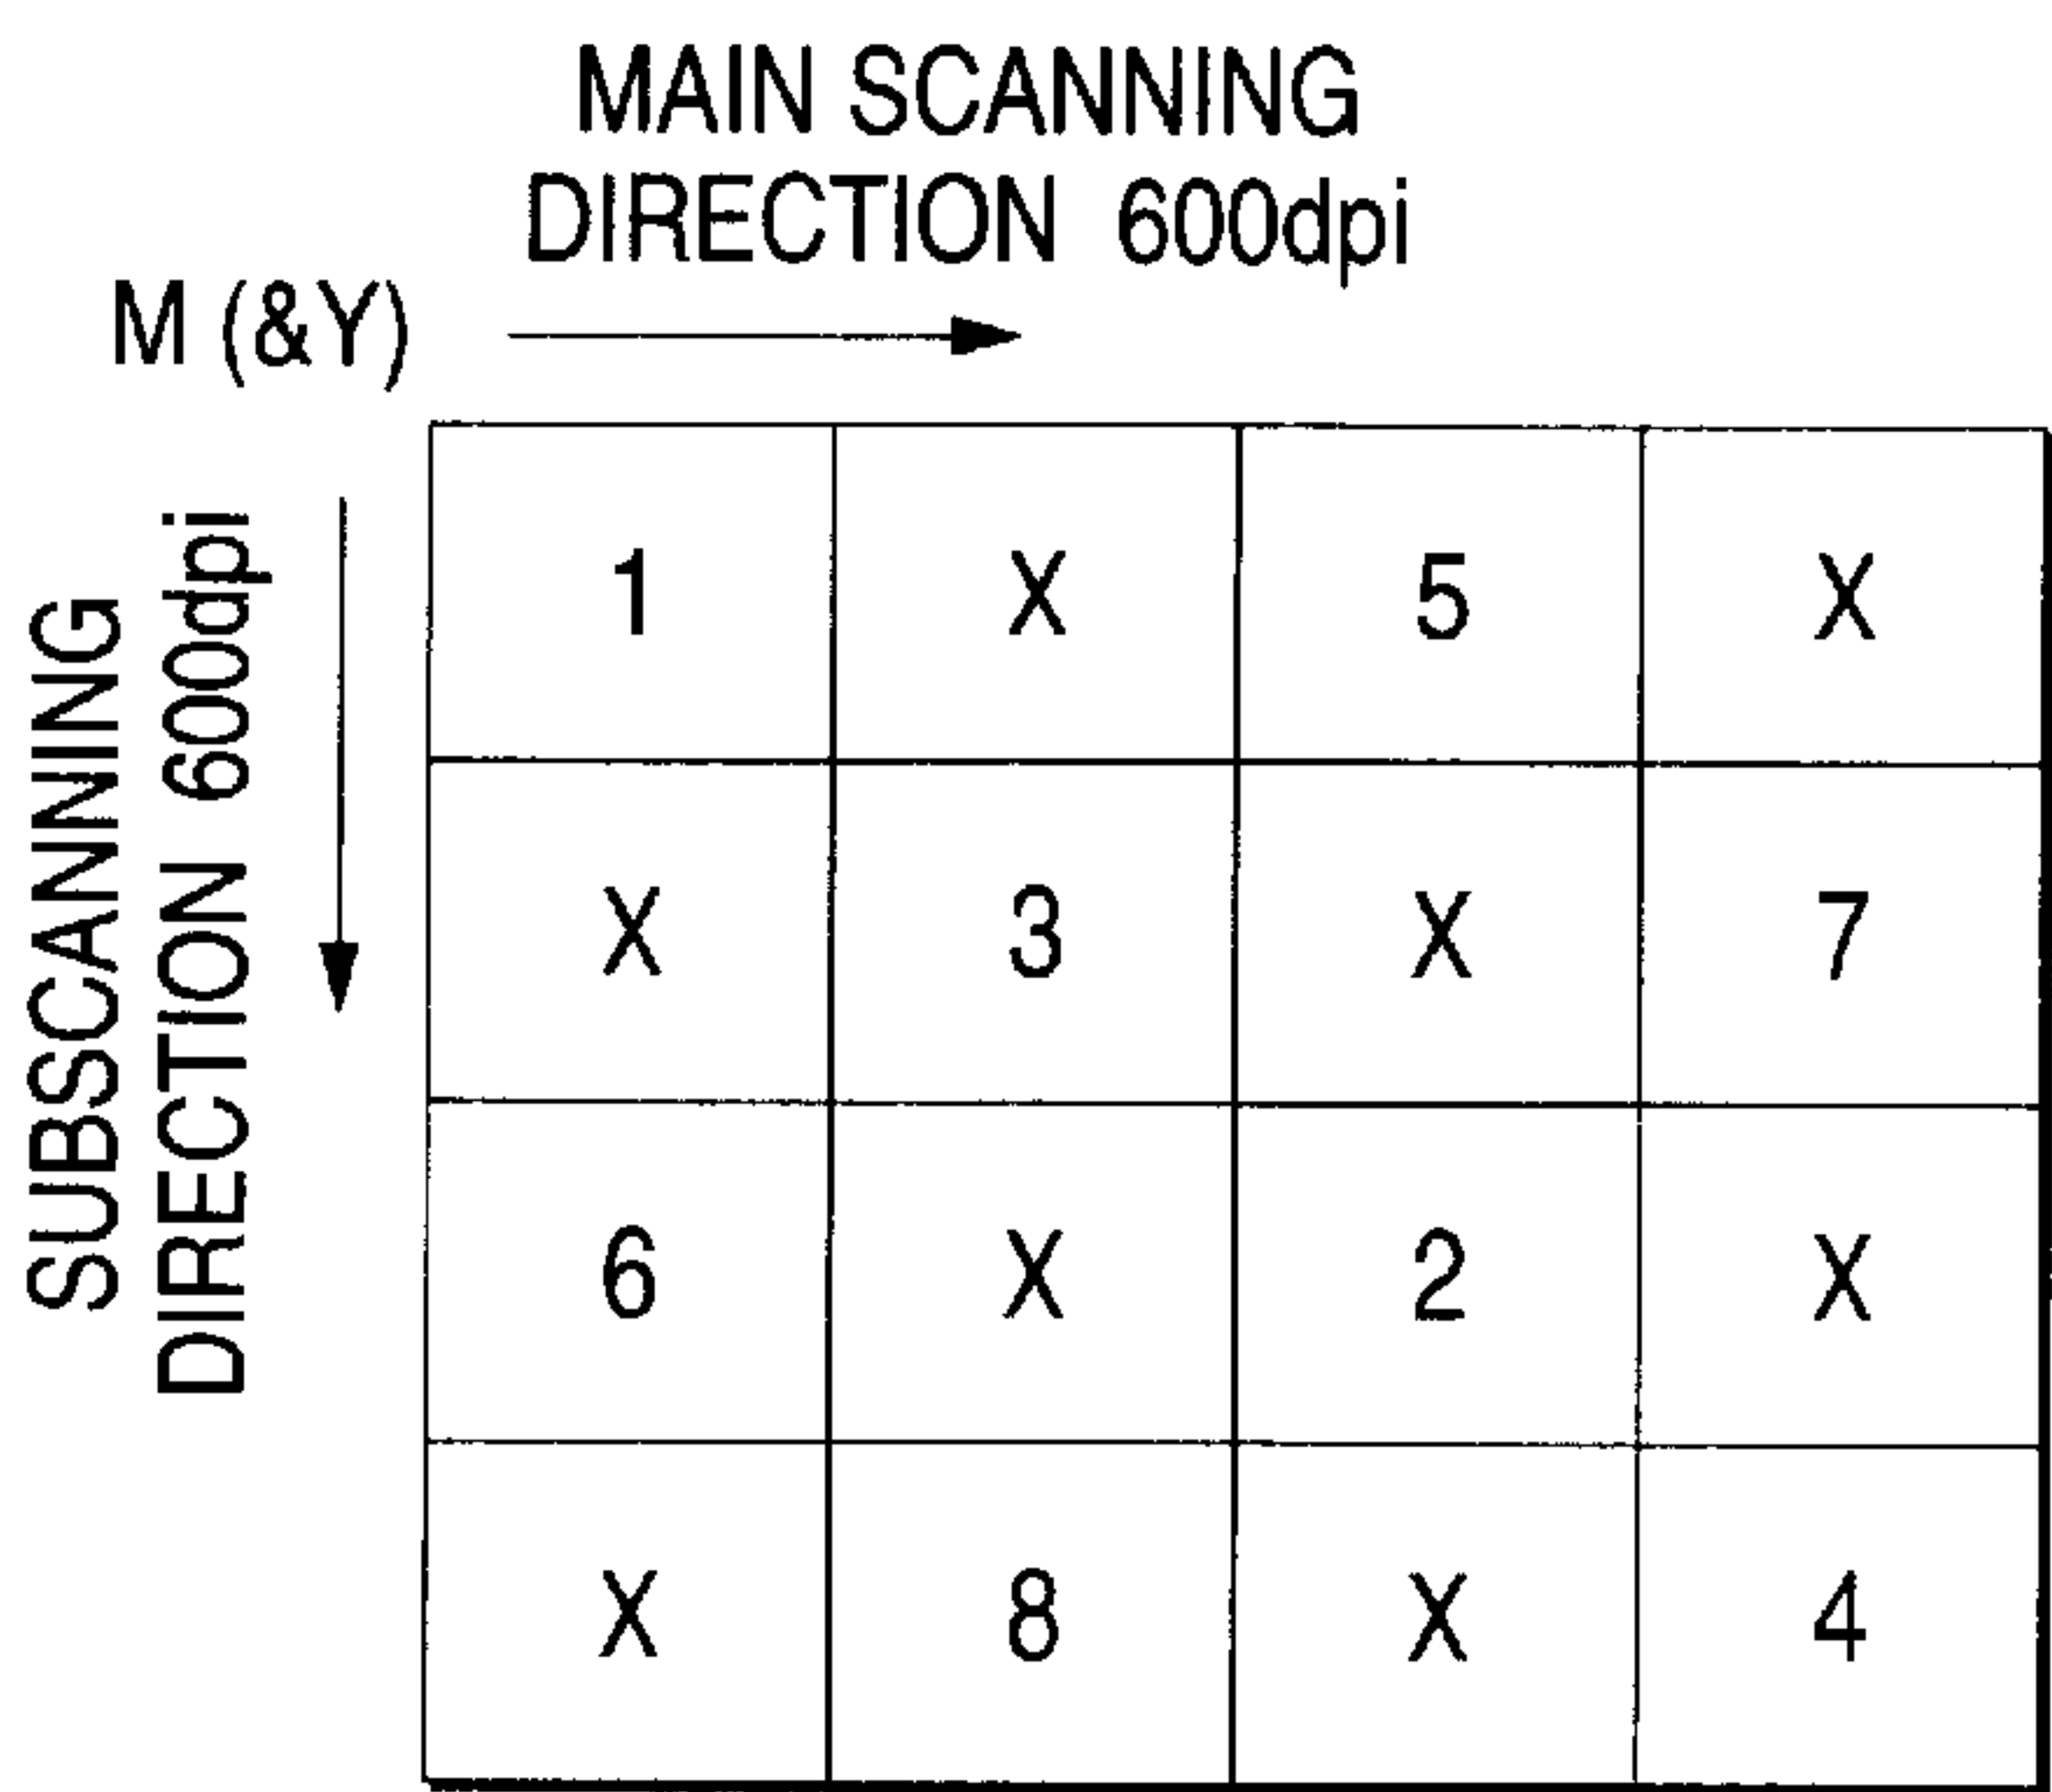 MAIN SCANNING
DIRECTION 600dpi
M (&Y)
SUBSCANNING
DIRECTION 600dpi
1 X 5 X
X 3 X 7
6 X 2 X
X 8 X 4